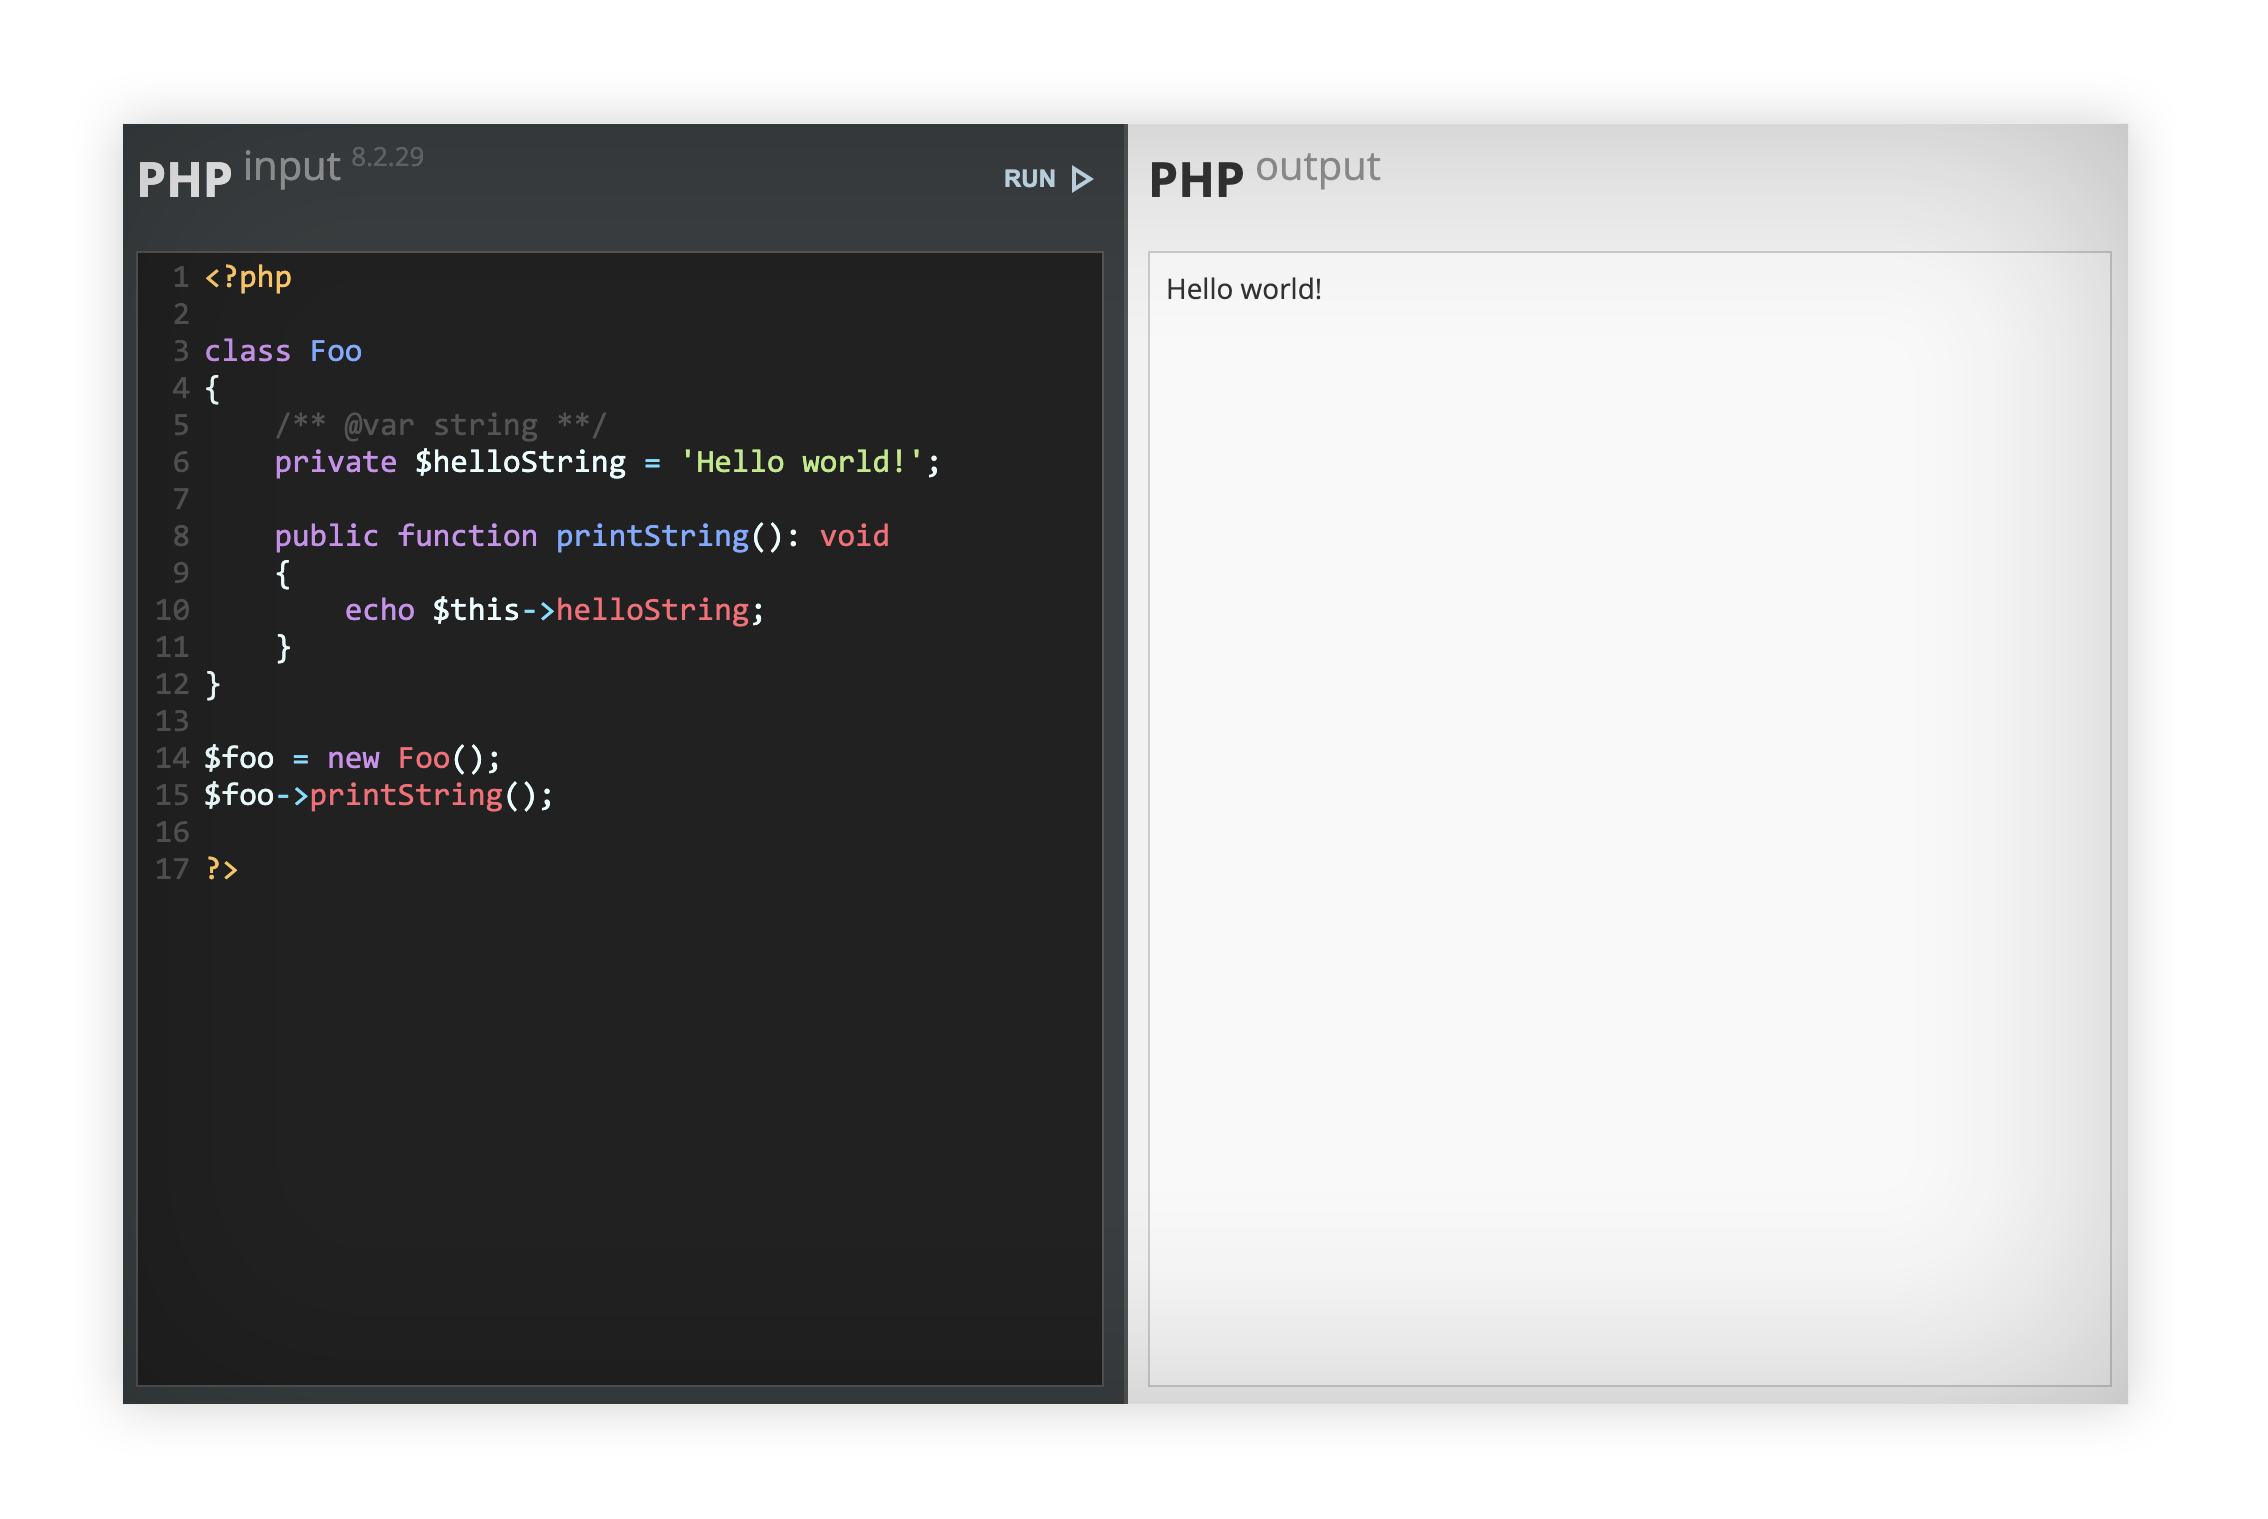 PHP input 8.2.29
RUN
1 <?php
2
3 class Foo
4 {
5     /** @var string **/
6     private $helloString = 'Hello world!';
7
8     public function printString(): void
9     {
10         echo $this->helloString;
11     }
12 }
13
14 $foo = new Foo();
15 $foo->printString();
16
17 ?>
PHP output
Hello world!